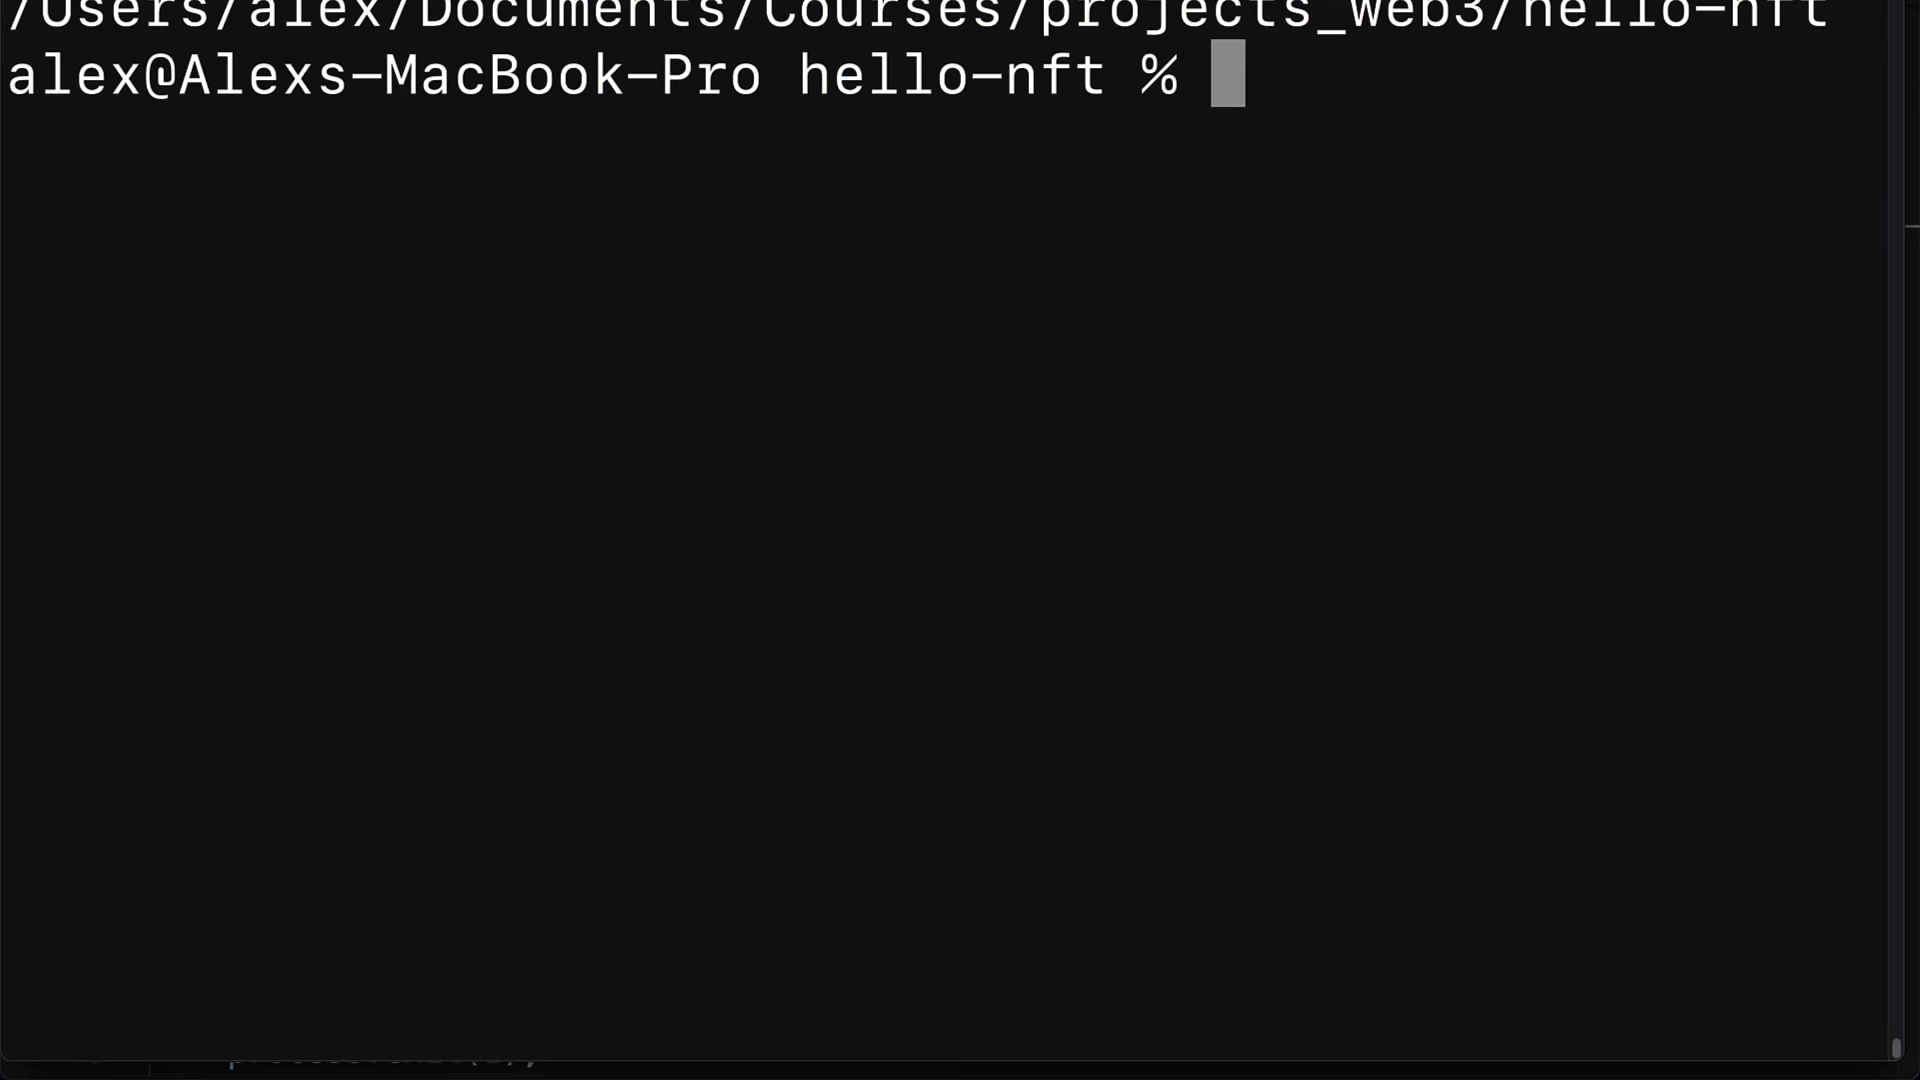 /Users/alex/Documents/Courses/projects_Web3/hello-nft
alex@Alexs-MacBook-Pro hello-nft %